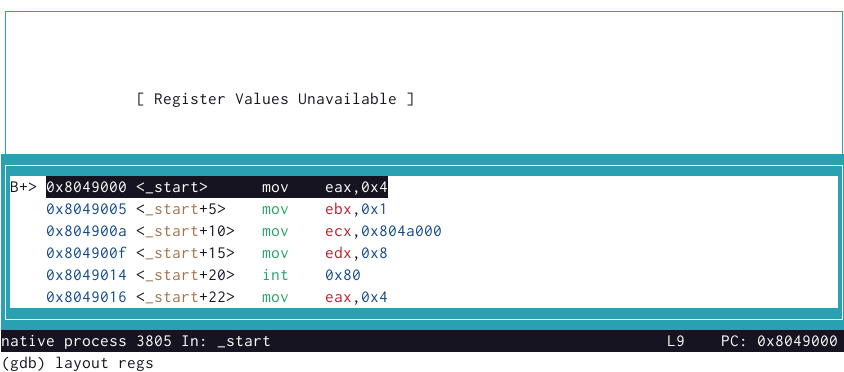 [ Register Values Unavailable ]
B+> 0x8049000 <_start> mov eax,0x4
0x8049005 <_start+5> mov ebx,0x1
0x804900a <_start+10> mov ecx,0x804a000
0x804900f <_start+15> mov edx,0x8
0x8049014 <_start+20> int 0x80
0x8049016 <_start+22> mov eax,0x4
native process 3805 In: _start L9 PC: 0x8049000
(gdb) layout regs